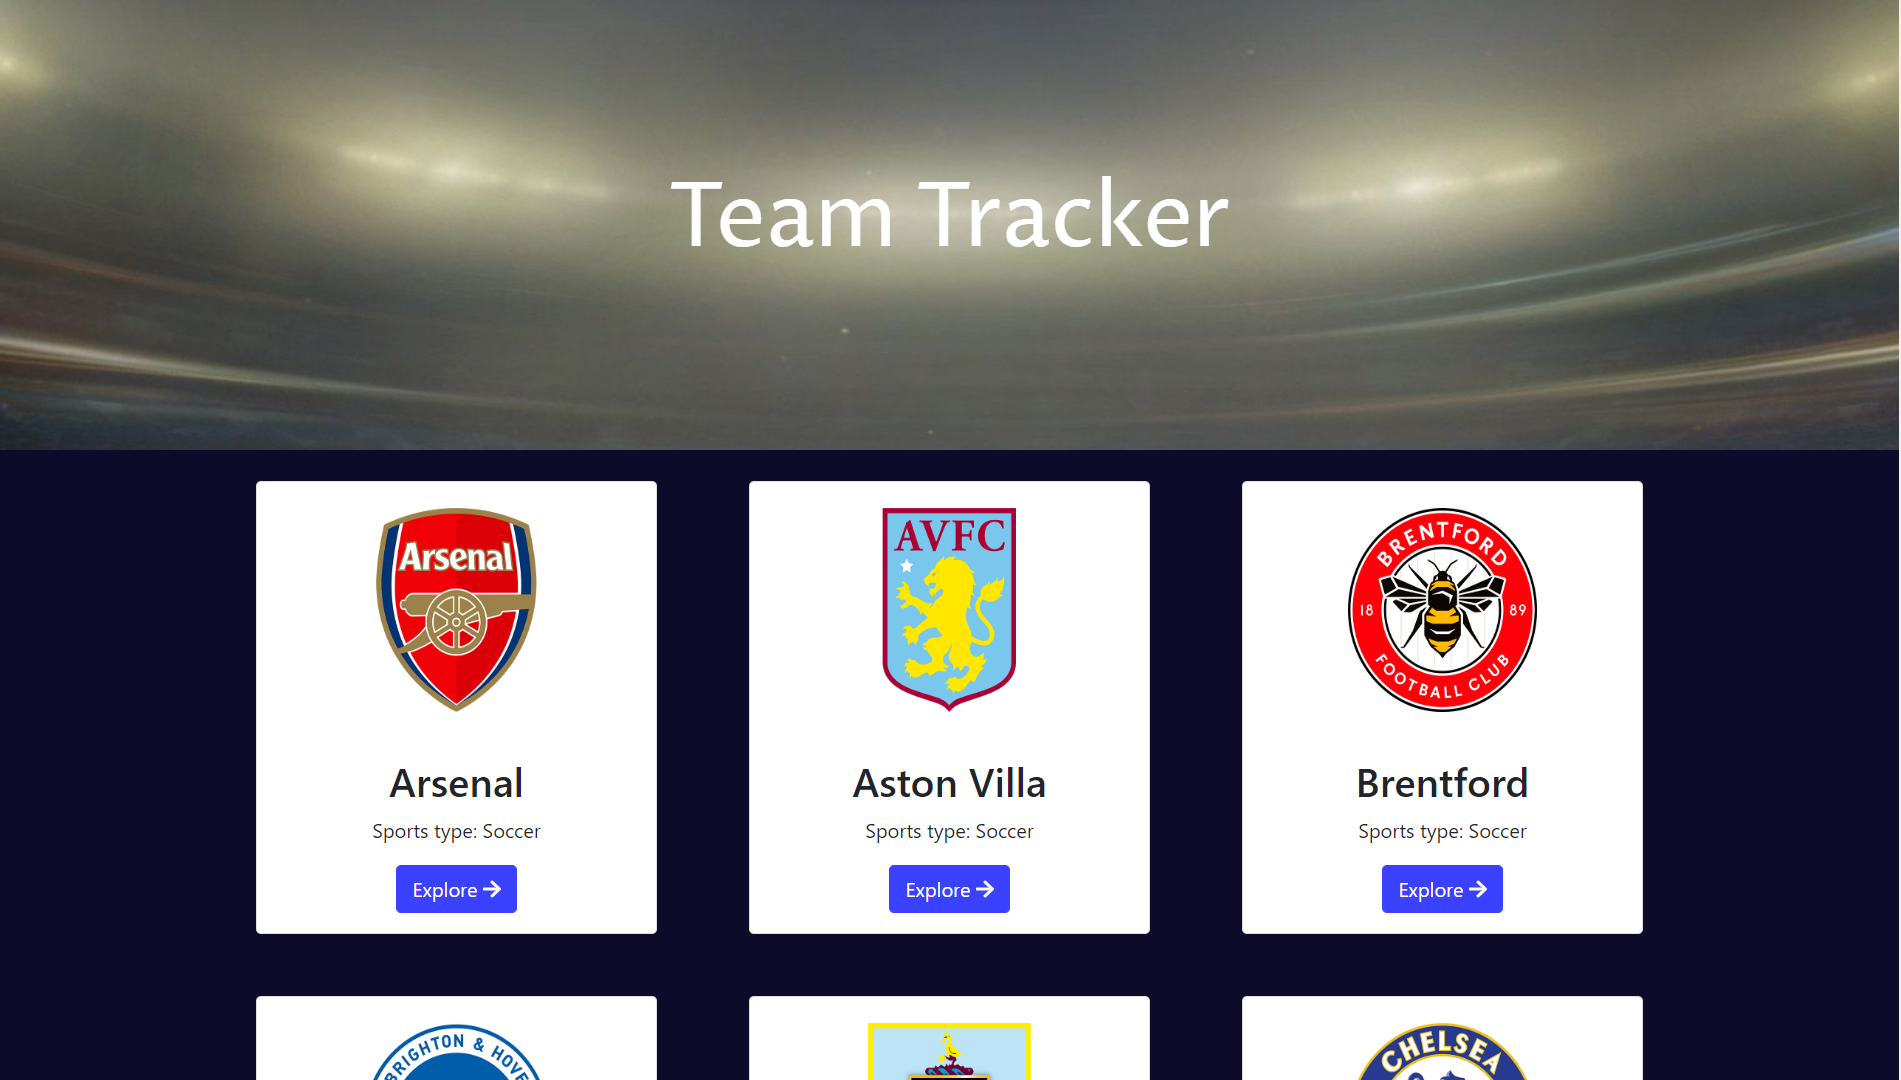 Team Tracker
Arsenal
AVFC
BRENTFORD
18 89
FOOTBALL CLUB
Arsenal
Aston Villa
Brentford
Sports type: Soccer
Sports type: Soccer
Sports type: Soccer
Explore
Explore
Explore
BRIGHTON & HOVE
CHELSEA